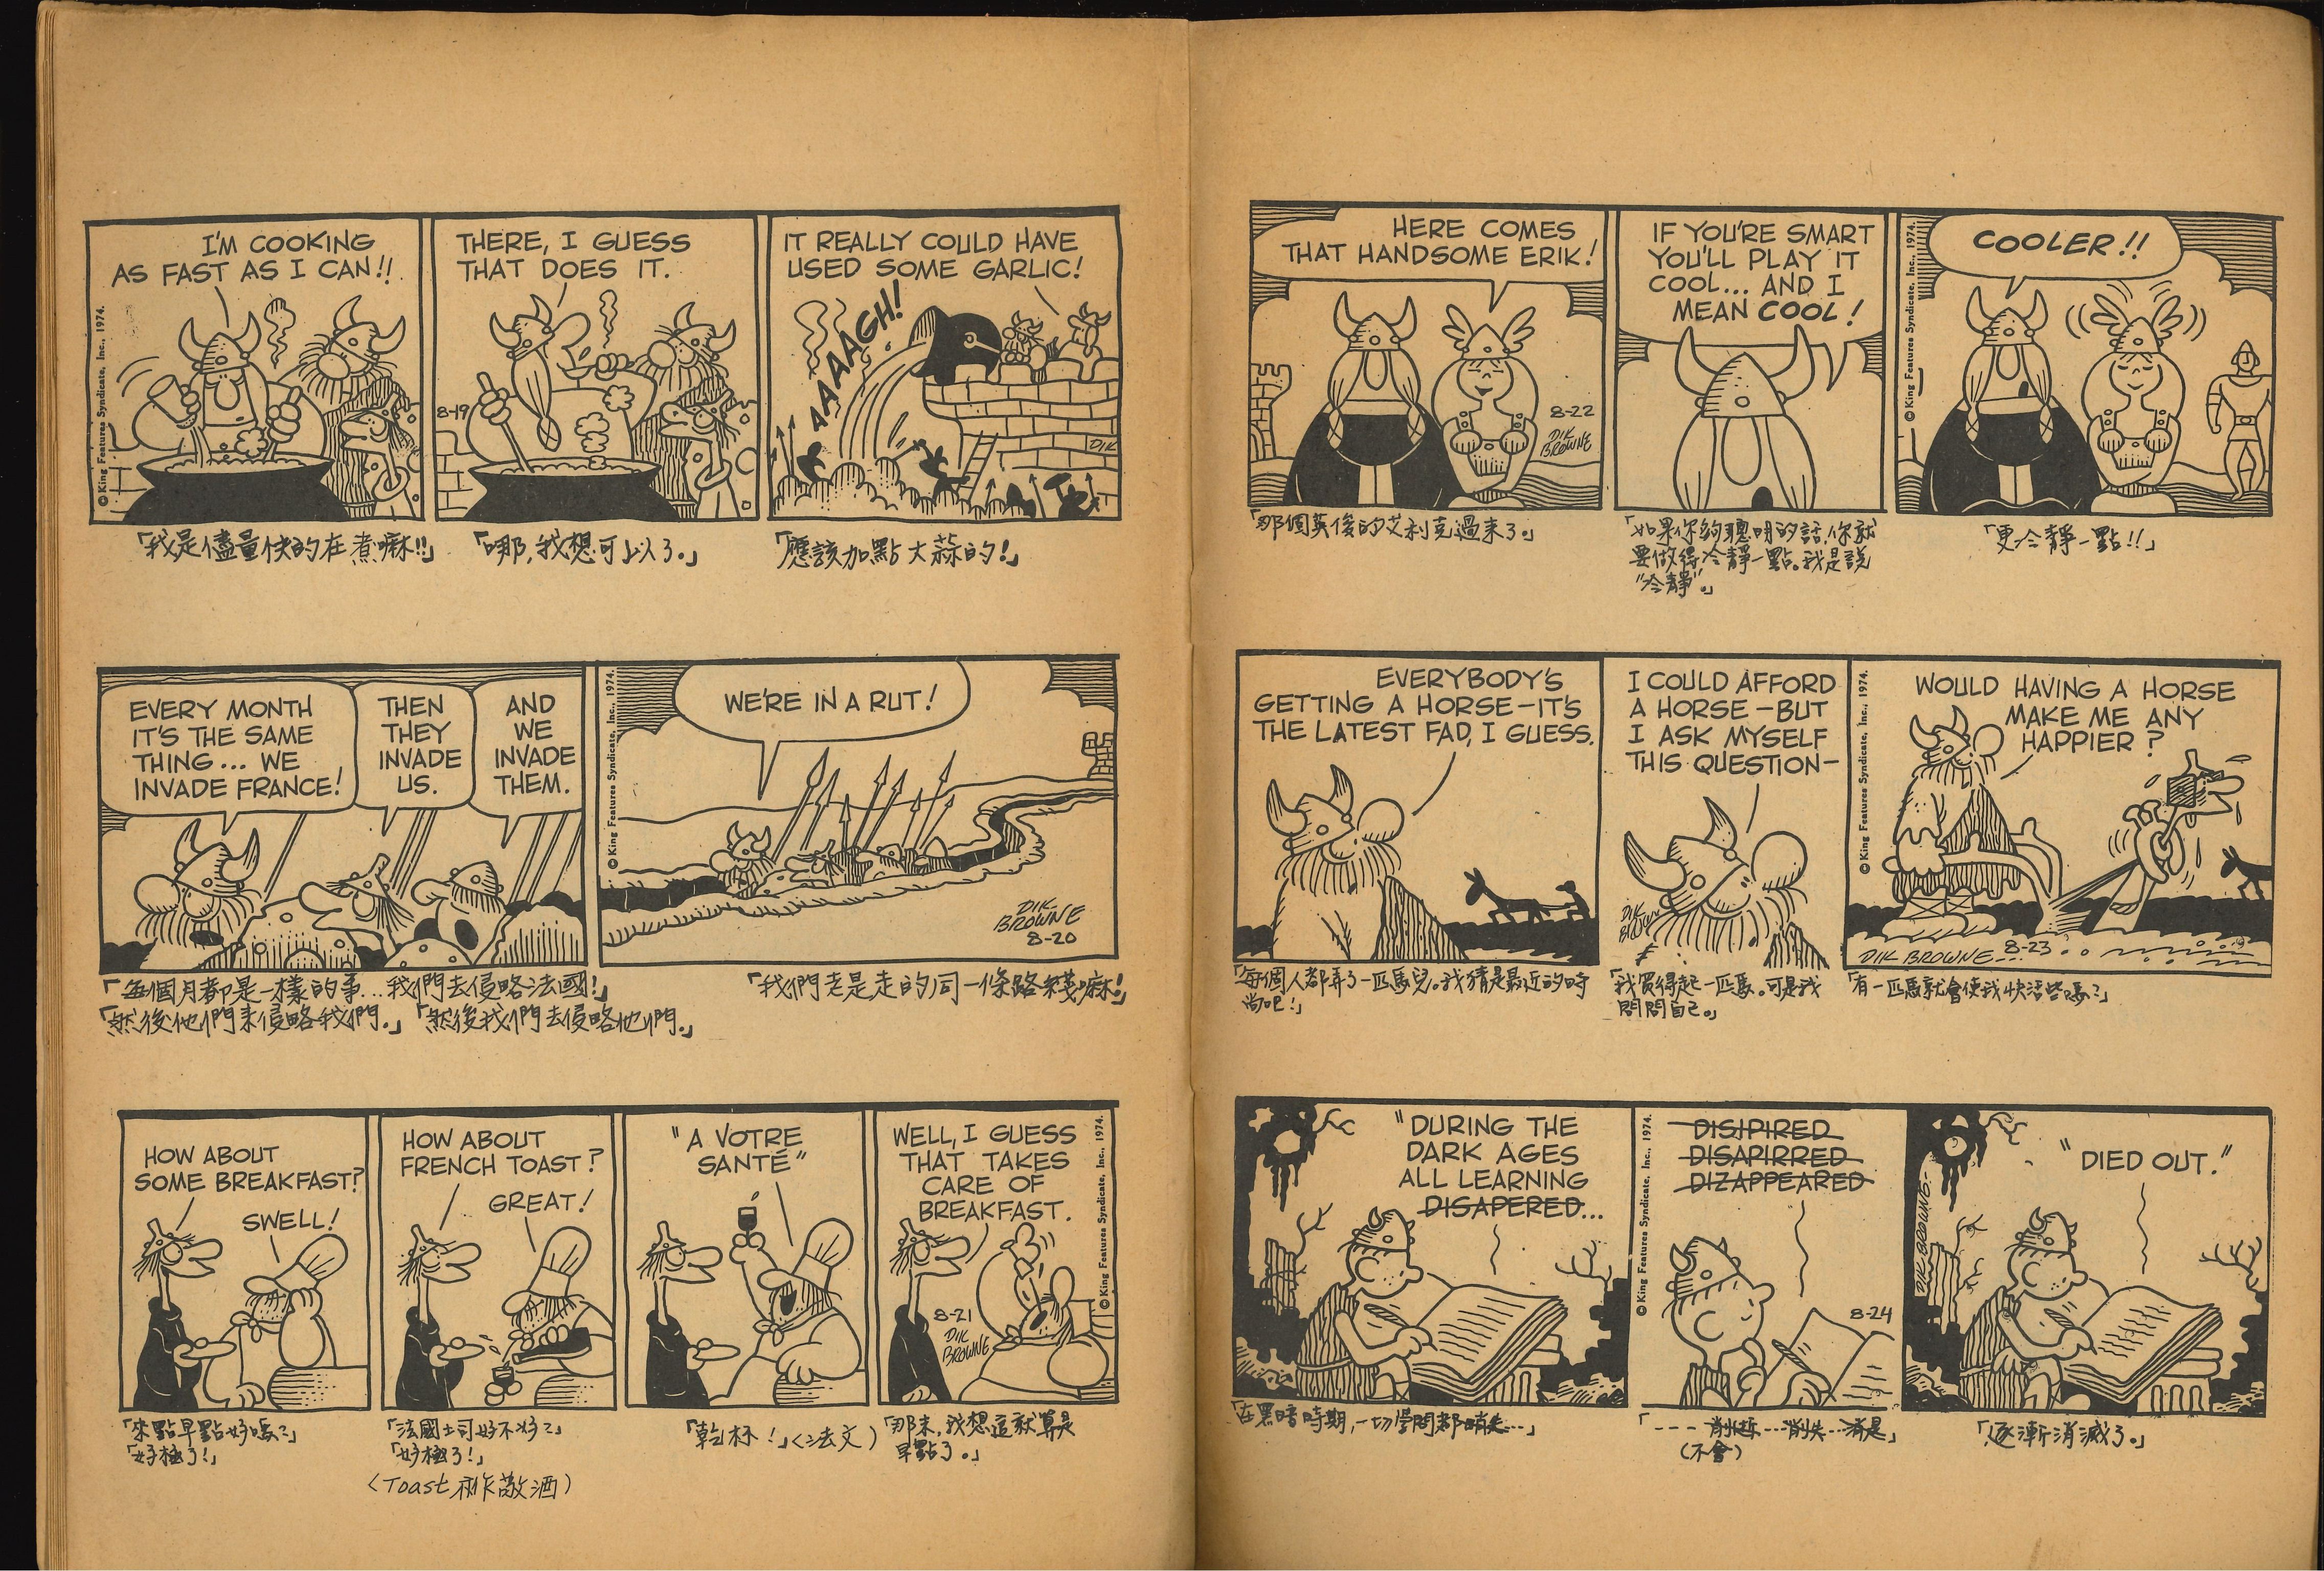 I'M COOKING
AS FAST AS I CAN!!
© King Features Syndicate, Inc., 1974.
「我是儘量快的在煮嘛!!」
THERE, I GUESS
THAT DOES IT.
8-19
「哪,我想可以了。」
IT REALLY COULD HAVE
USED SOME GARLIC!
AAAAAGH!
DIK
「應該加點大蒜的!」
EVERY MONTH
IT'S THE SAME
THING... WE
INVADE FRANCE!
THEN
THEY
INVADE
US.
AND
WE
INVADE
THEM.
「每個月都是一樣的事...我們去侵略法國!」
「然後他們來侵略我們。」「然後我們去侵略他們。」
© King Features Syndicate, Inc., 1974.
WE'RE IN A RUT!
DIK
BROWNE
8-20
「我們老是走的同一條路綫嘛!」
HOW ABOUT
SOME BREAKFAST?
SWELL!
「來點早點好嗎?」
「好極了!」
HOW ABOUT
FRENCH TOAST?
GREAT!
「法國土司好不好?」
「好極了!」
(Toast 亦作敬酒)
"A VOTRE
SANTÉ"
「乾杯!」(法文)
WELL, I GUESS
THAT TAKES
CARE OF
BREAKFAST.
8-21
DIK
BROWNE
© King Features Syndicate, Inc., 1974.
「那末,我想這就算是
早點了。」
HERE COMES
THAT HANDSOME ERIK!
8-22
DIK
BROWNE
「那個英俊的艾利克過來了。」
IF YOU'RE SMART
YOU'LL PLAY IT
COOL... AND I
MEAN COOL!
「如果你夠聰明的話,你就
要做得冷靜一點。我是說
"冷靜"。」
© King Features Syndicate, Inc., 1974.
COOLER!!
「更冷靜一點!!」
EVERYBODY'S
GETTING A HORSE—IT'S
THE LATEST FAD, I GUESS.
「每個人都弄了一匹馬兒。我猜是最近的時
尚吧!」
I COULD AFFORD
A HORSE—BUT
I ASK MYSELF
THIS QUESTION—
DIK
BROWNE
「我買得起一匹馬。可是我
問問自己。」
© King Features Syndicate, Inc., 1974.
WOULD HAVING A HORSE
MAKE ME ANY
HAPPIER?
DIK BROWNE 8-23
「有一匹馬就會使我快活些嗎?」
"DURING THE
DARK AGES
ALL LEARNING
DISAPERED...
「在黑暗時期,一切學問都消失...」
© King Features Syndicate, Inc., 1974.
DISIPIRED
DISAPIRRED
DIZAPPEARED
8-24
(不會)
DIK BROWNE
"DIED OUT."
「逐漸消滅了。」